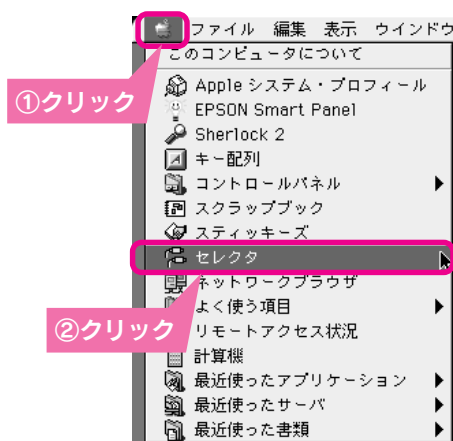 ファイル 編集 表示 ウインドウ
このコンピュータについて
①クリック
Apple システム・プロフィール
EPSON Smart Panel
Sherlock 2
キー配列
コントロールパネル
スクラップブック
スティッキーズ
セレクタ
ネットワークブラウザ
よく使う項目
②クリック
リモートアクセス状況
計算機
最近使ったアプリケーション
最近使ったサーバ
最近使った書類